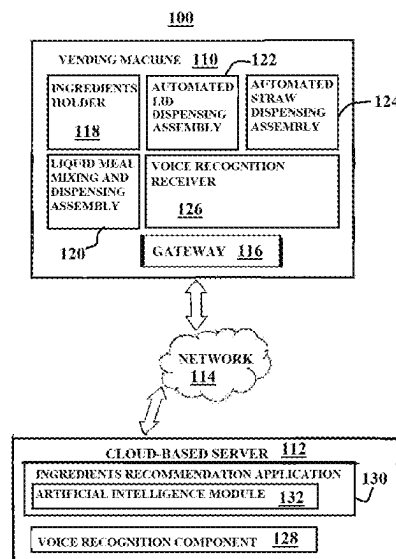 100
VENDING MACHINE 110
122
INGREDIENTS
HOLDER
118
AUTOMATED
LID
DISPENSING
ASSEMBLY
AUTOMATED
STRAW
DISPENSING
ASSEMBLY
124
LIQUID MEAL
MIXING AND
DISPENSING
ASSEMBLY
VOICE RECOGNITION
RECEIVER
126
120
GATEWAY 116
NETWORK
114
CLOUD-BASED SERVER 112
INGREDIENTS RECOMMENDATION APPLICATION
ARTIFICIAL INTELLIGENCE MODULE 132
130
VOICE RECOGNITION COMPONENT 128